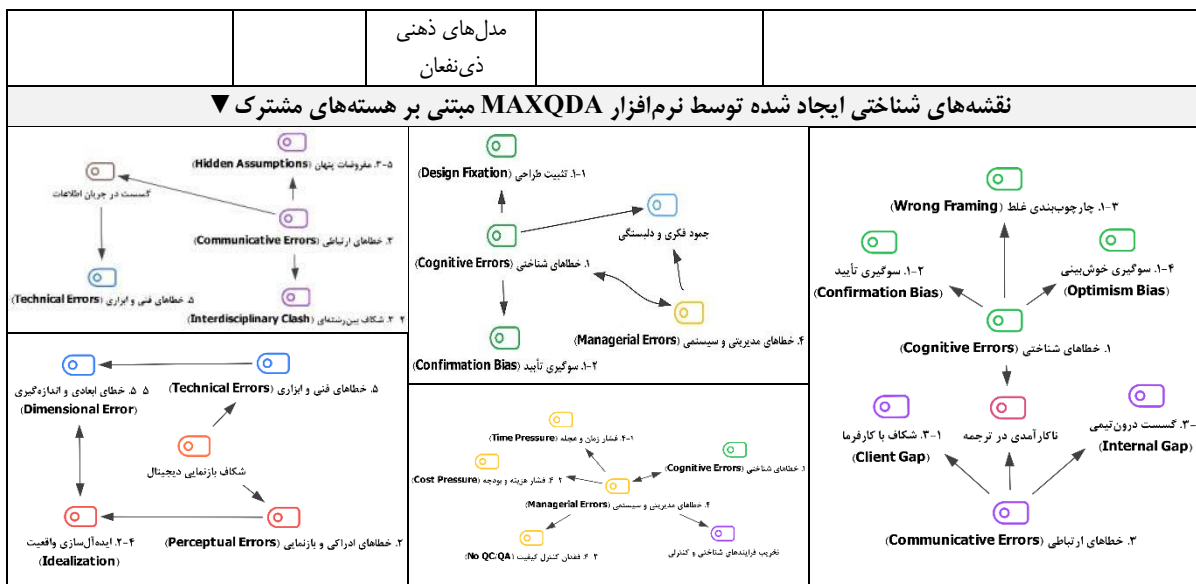 مدل‌های ذهنی
ذی‌نفعان
نقشه‌های شناختی ایجاد شده توسط نرم‌افزار MAXQDA مبتنی بر هسته‌های مشترک ▼
۱-۳. چارچوب‌بندی غلط (Wrong Framing)
۱-۲. سوگیری تأیید
(Confirmation Bias)
۱-۴. سوگیری خوش‌بینی
(Optimism Bias)
۱. خطاهای شناختی (Cognitive Errors)
۳-۱. شکاف با کارفرما
(Client Gap)
ناکارآمدی در ترجمه
۳-. گسست درون‌تیمی
(Internal Gap)
۳. خطاهای ارتباطی (Communicative Errors)
۱-۱. تثبیت طراحی (Design Fixation)
جمود فکری و دلبستگی
۱. خطاهای شناختی
(Cognitive Errors)
۴. خطاهای مدیریتی و سیستمی (Managerial Errors)
۱-۲. سوگیری تأیید (Confirmation Bias)
۴-۱. فشار زمان و عجله (Time Pressure)
۱. خطاهای شناختی (Cognitive Errors)
۴ ۲. فشار هزینه و بودجه (Cost Pressure)
۴. خطاهای مدیریتی و سیستمی (Managerial Errors)
۴ ۳. فقدان کنترل کیفیت (No QC/QA)
تخریب فرایندهای شناختی و کنترلی
۳-۵. مفروضات پنهان (Hidden Assumptions)
گسست در جریان اطلاعات
۳. خطاهای ارتباطی (Communicative Errors)
۵. خطاهای فنی و ابزاری (Technical Errors)
۳ ۲. شکاف بین‌رشته‌ای (Interdisciplinary Clash)
۵. خطاهای فنی و ابزاری (Technical Errors)
۵ ۵. خطای ابعادی و اندازه‌گیری
(Dimensional Error)
شکاف بازنمایی دیجیتال
۲. خطاهای ادراکی و بازنمایی (Perceptual Errors)
۲-۴. ایده‌آل‌سازی واقعیت
(Idealization)